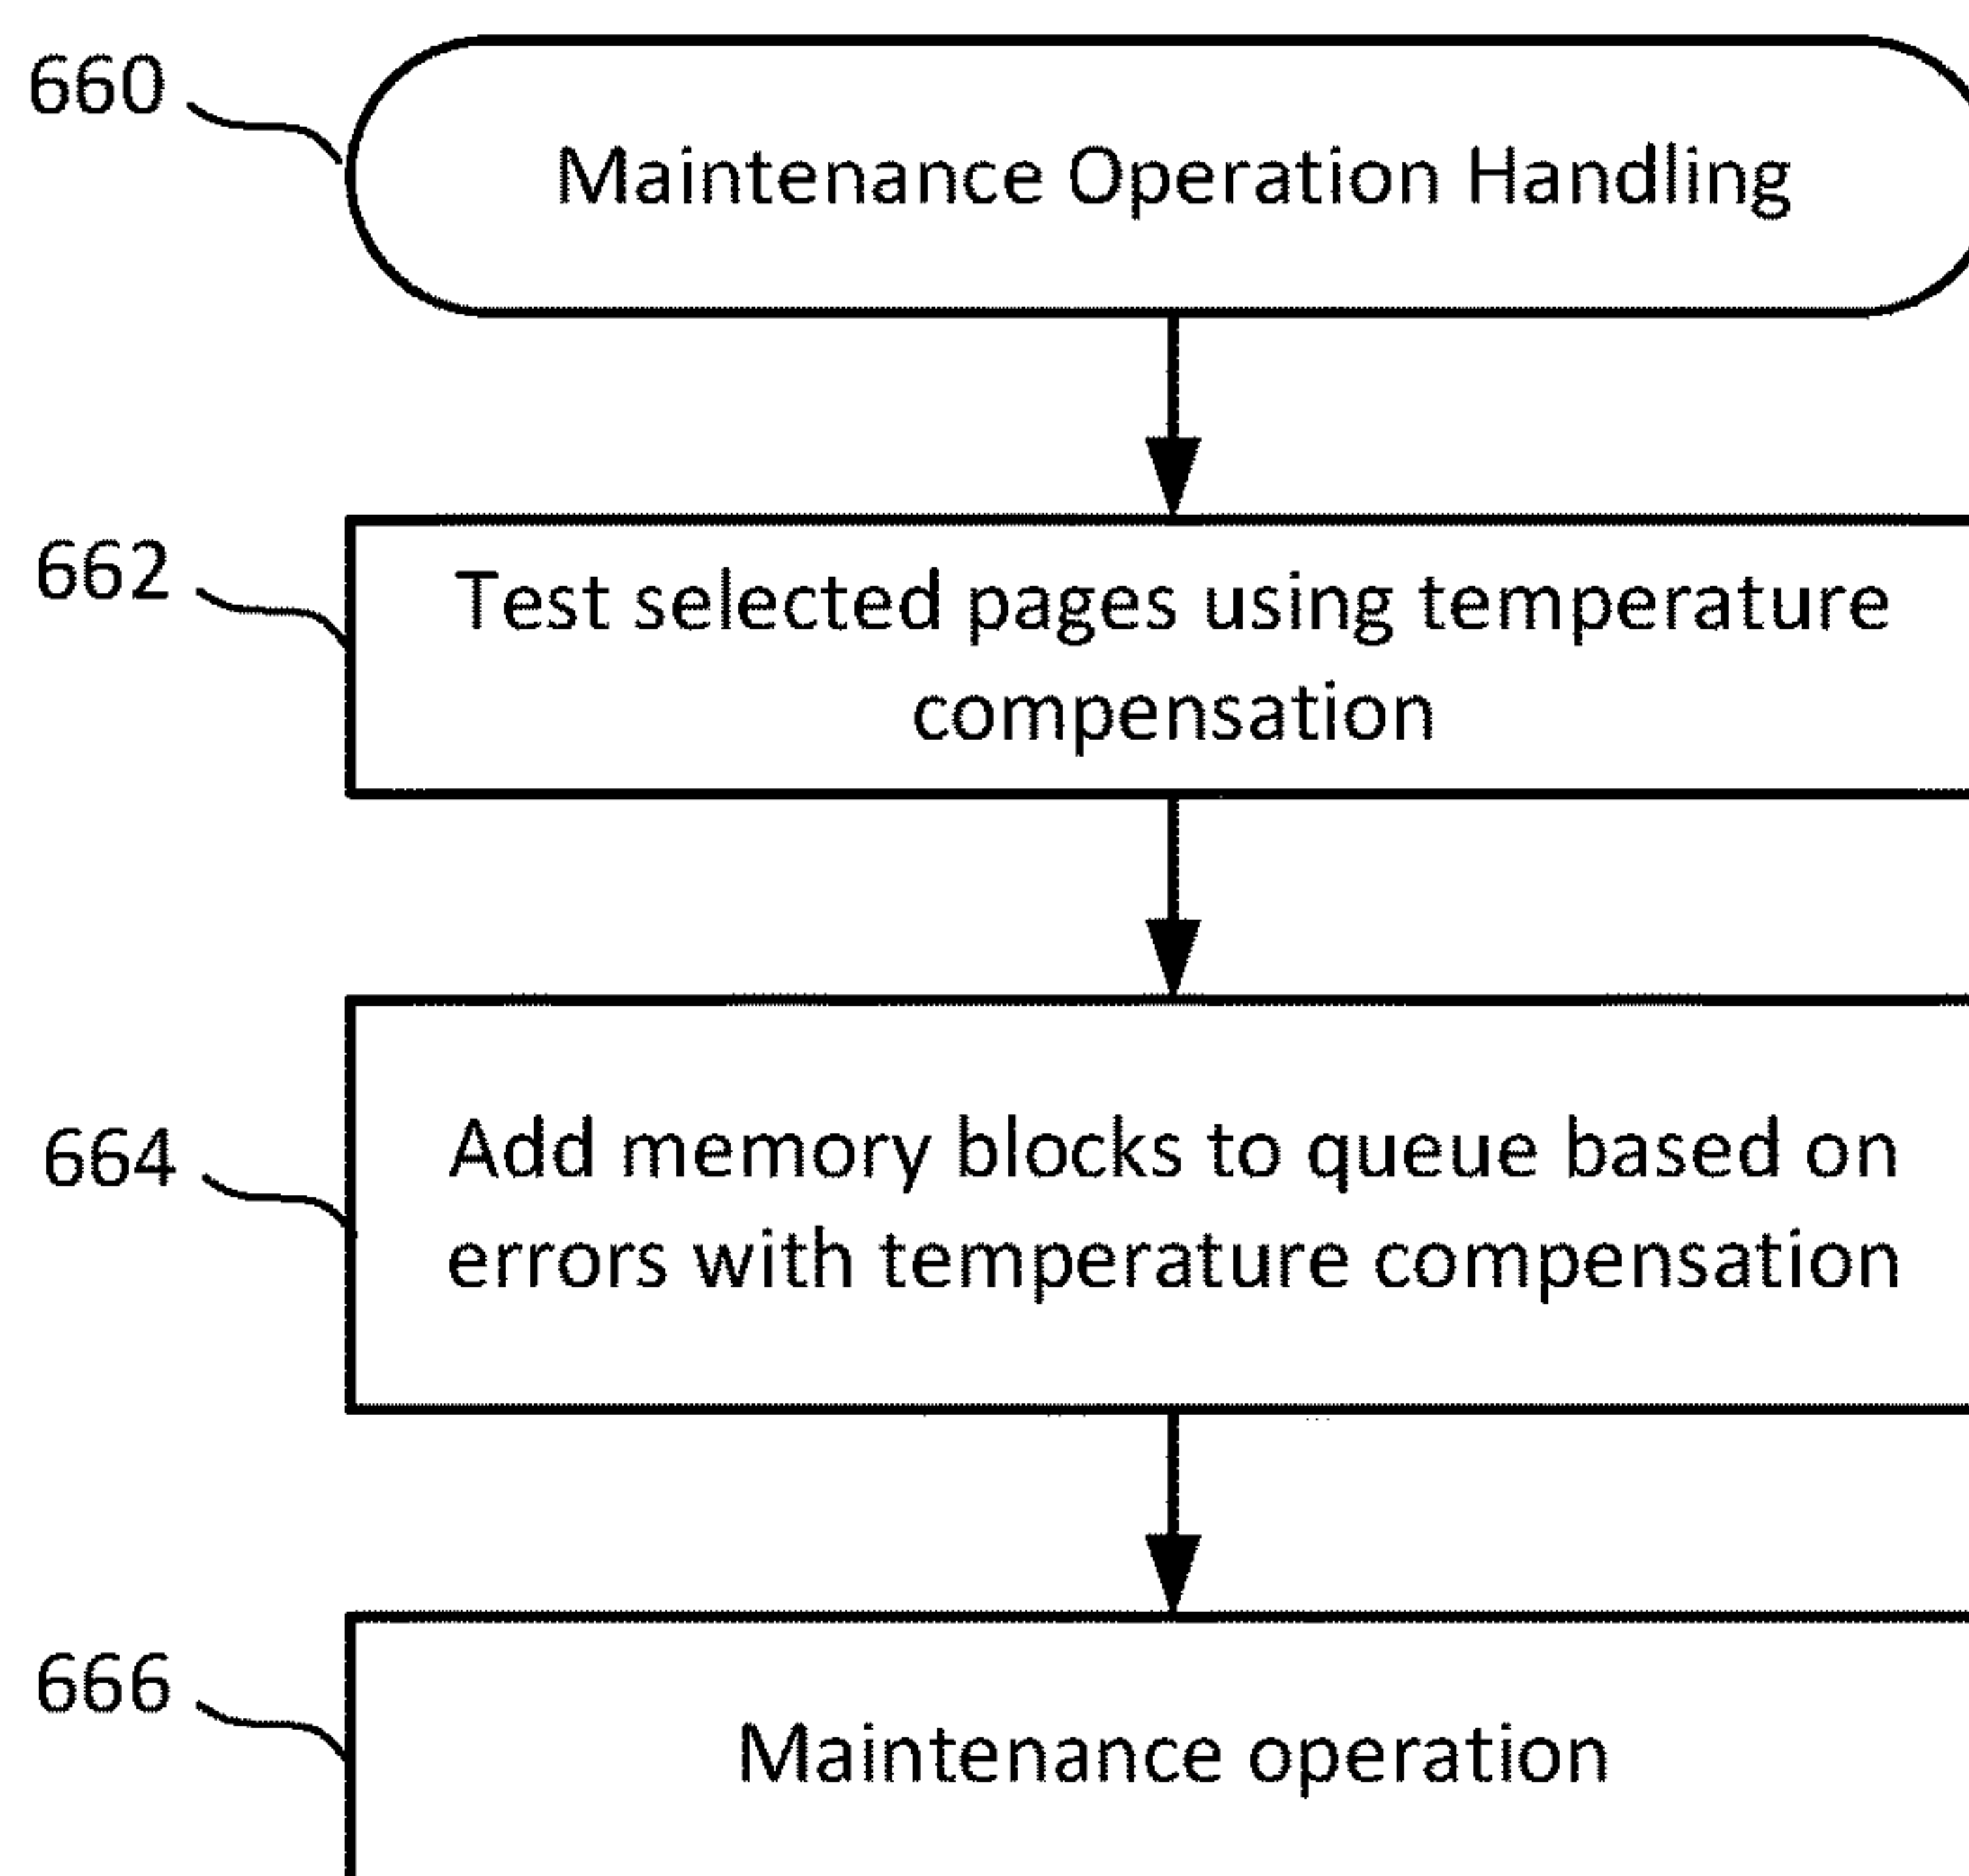 660
Maintenance Operation Handling
662
Test selected pages using temperature
compensation
664
Add memory blocks to queue based on
errors with temperature compensation
666
Maintenance operation